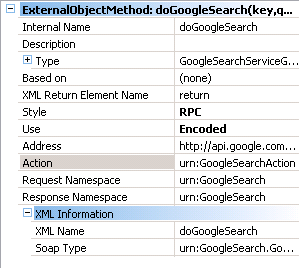 ExternalObjectMethod: doGoogleSearch(key,q...
Internal Name doGoogleSearch
Description
Type GoogleSearchServiceG...
Based on (none)
XML Return Element Name return
Style RPC
Use Encoded
Address http://api.google.com...
Action urn:GoogleSearchAction
Request Namespace urn:GoogleSearch
Response Namespace urn:GoogleSearch
XML Information
XML Name doGoogleSearch
Soap Type urn:GoogleSearch.Go...